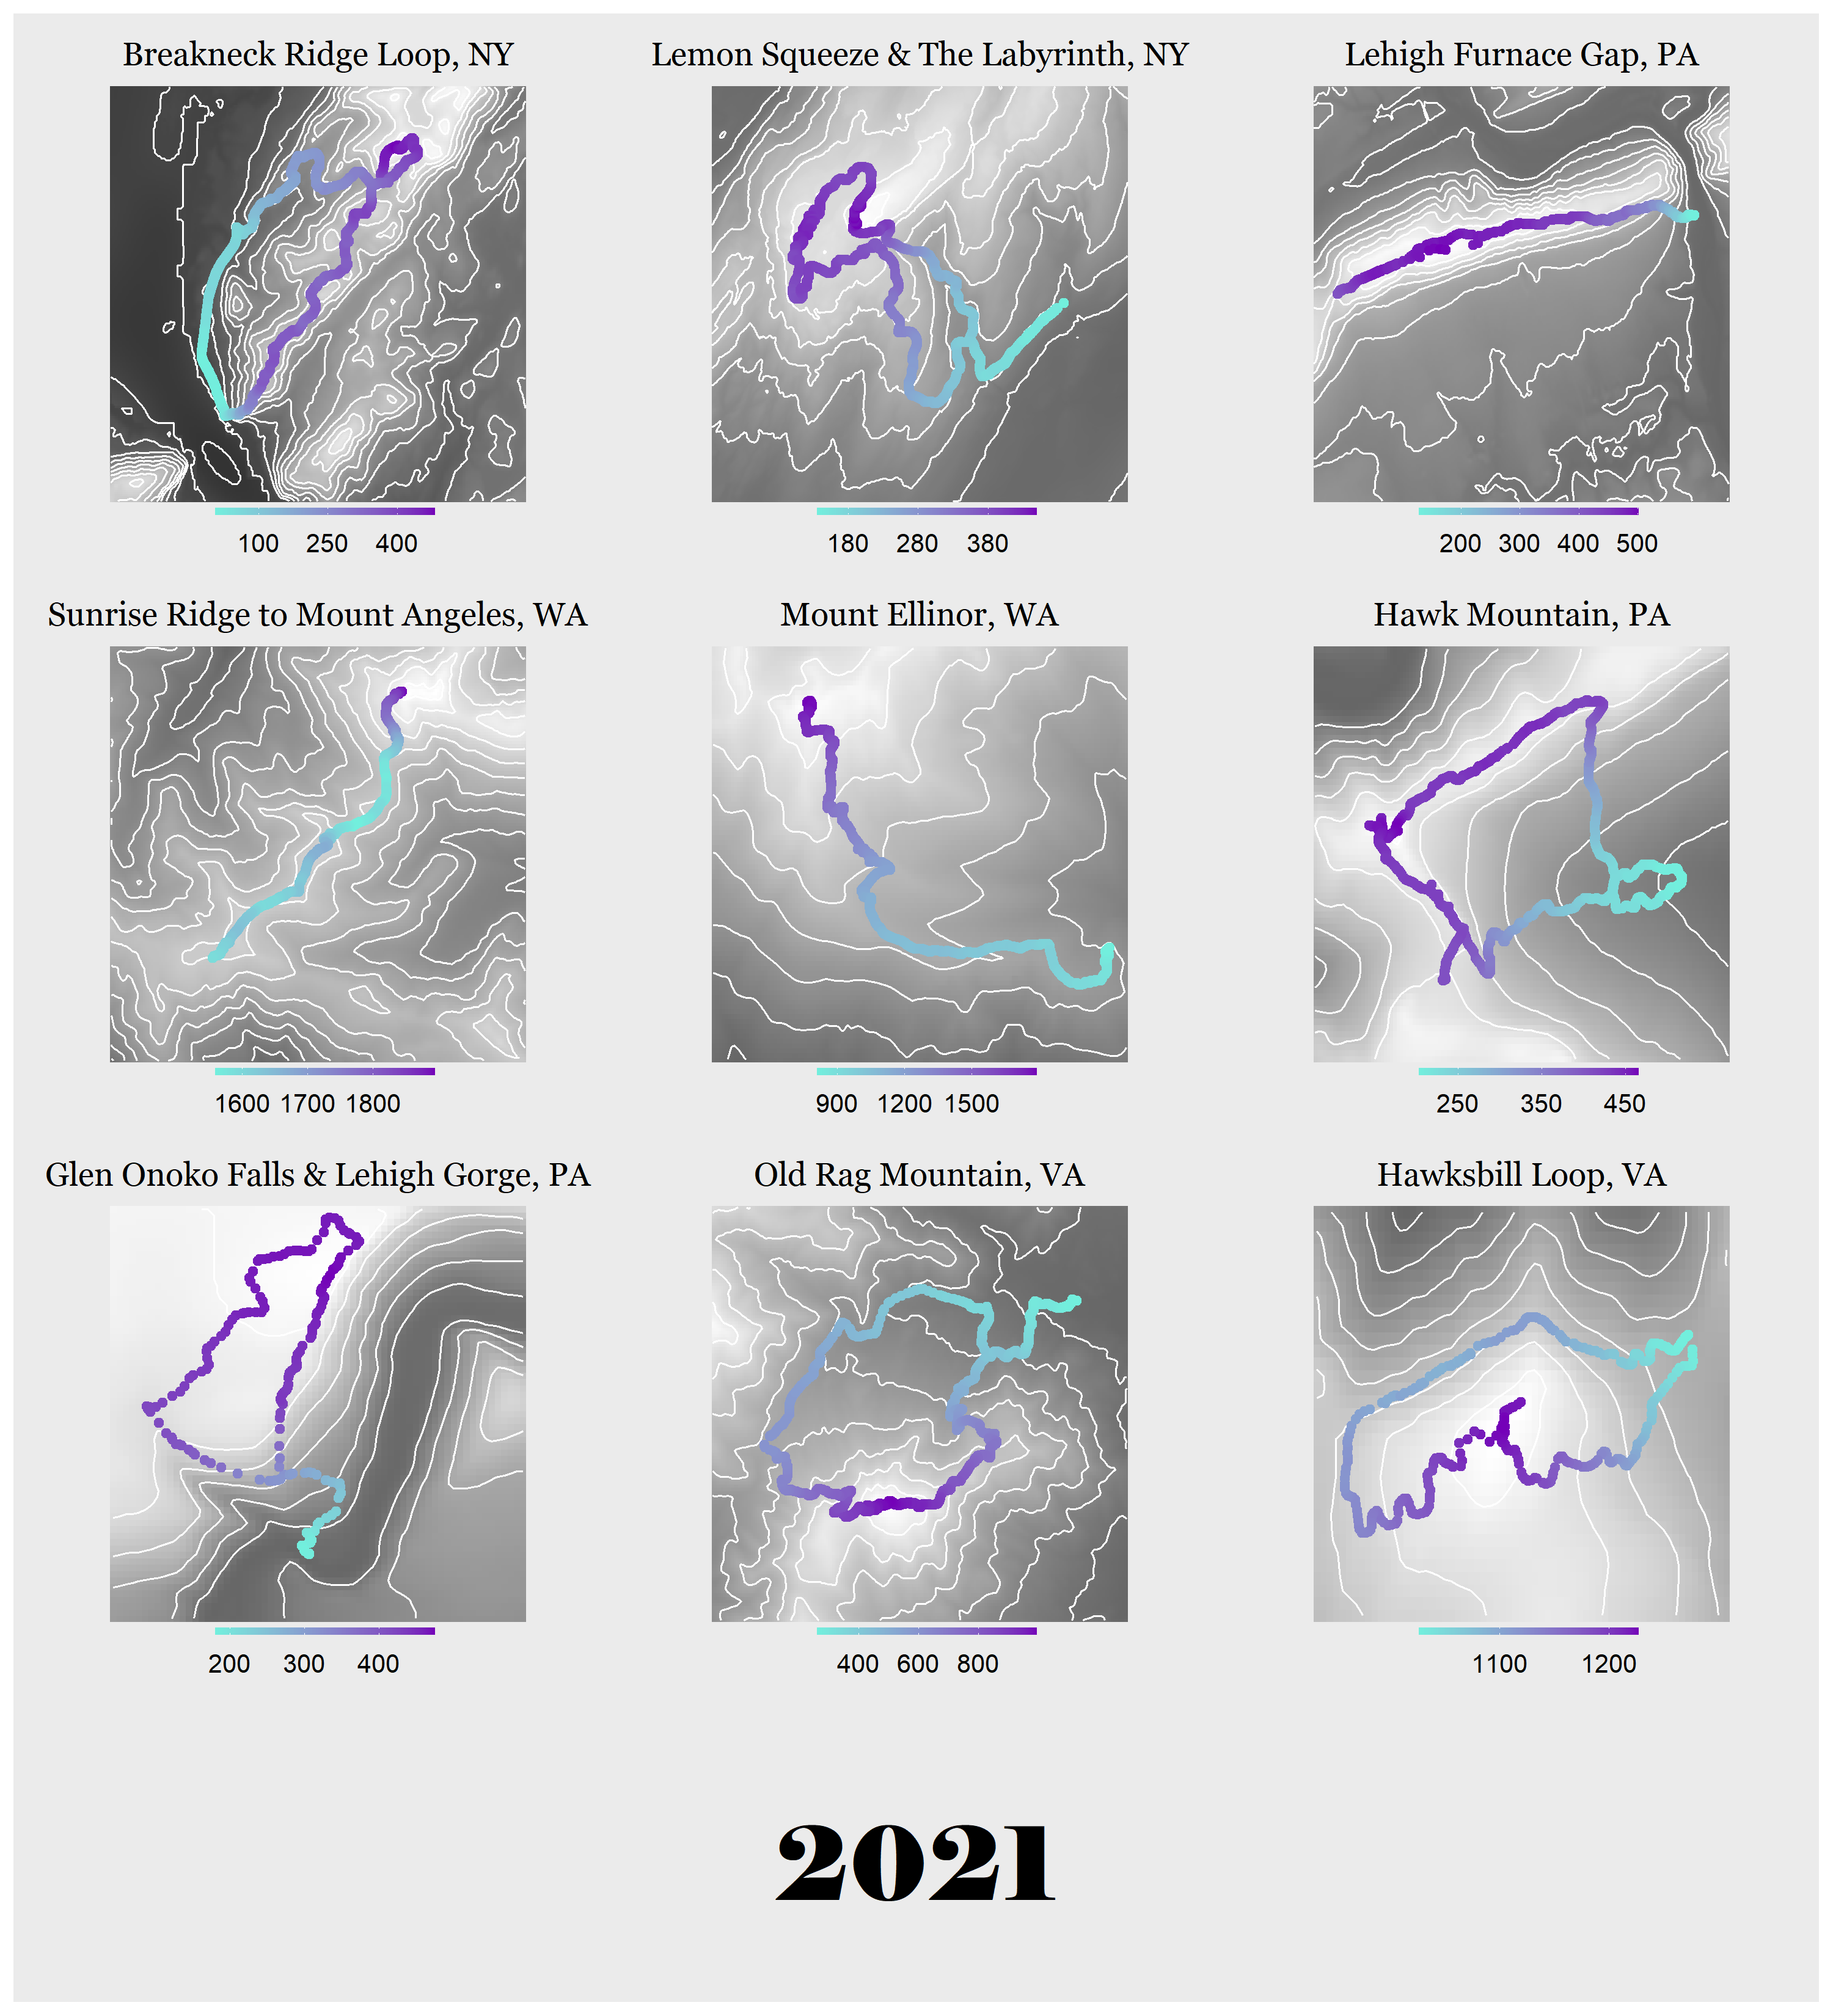 Breakneck Ridge Loop, NY
Lemon Squeeze & The Labyrinth, NY
Lehigh Furnace Gap, PA
100 250 400
180 280 380
200 300 400 500
Sunrise Ridge to Mount Angeles, WA
Mount Ellinor, WA
Hawk Mountain, PA
1600 1700 1800
900 1200 1500
250 350 450
Glen Onoko Falls & Lehigh Gorge, PA
Old Rag Mountain, VA
Hawksbill Loop, VA
200 300 400
400 600 800
1100 1200
2021